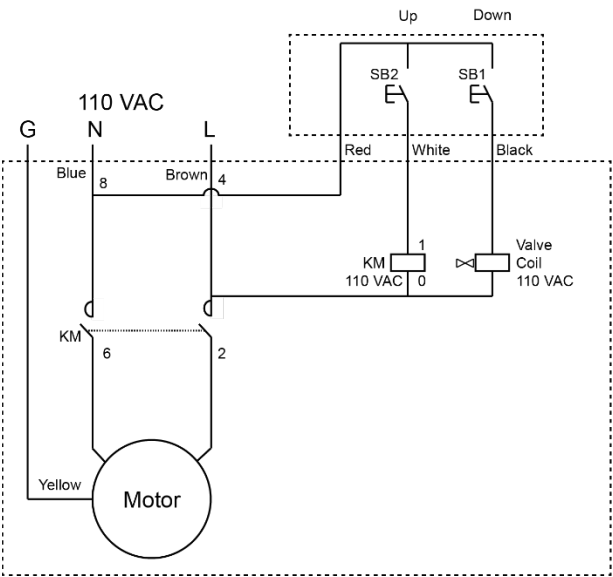 Up Down
SB2 SB1
110 VAC
G N L
Red White Black
Blue 8 Brown 4
1 Valve
KM Coil
110 VAC 0 110 VAC
KM
6 2
Yellow
Motor